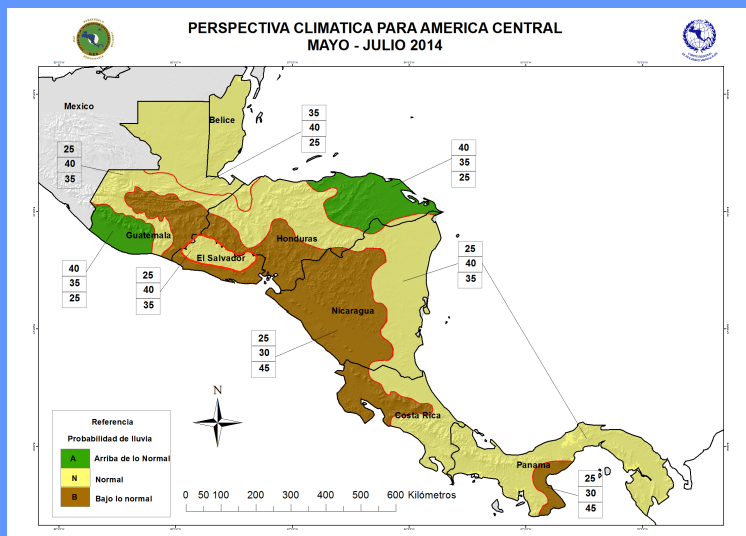 PERSPECTIVA CLIMATICA PARA AMERICA CENTRAL
MAYO - JULIO 2014
Mexico
Belice
35
40
25
25
40
35
40
35
25
Guatemala
Honduras
El Salvador
40
35
25
25
40
35
25
40
35
Nicaragua
25
30
45
N
Costa Rica
Panama
25
30
45
Referencia
Probabilidad de lluvia
A Arriba de lo Normal
N Normal
B Bajo lo normal
0 50 100 200 300 400 500 600 Kilómetros